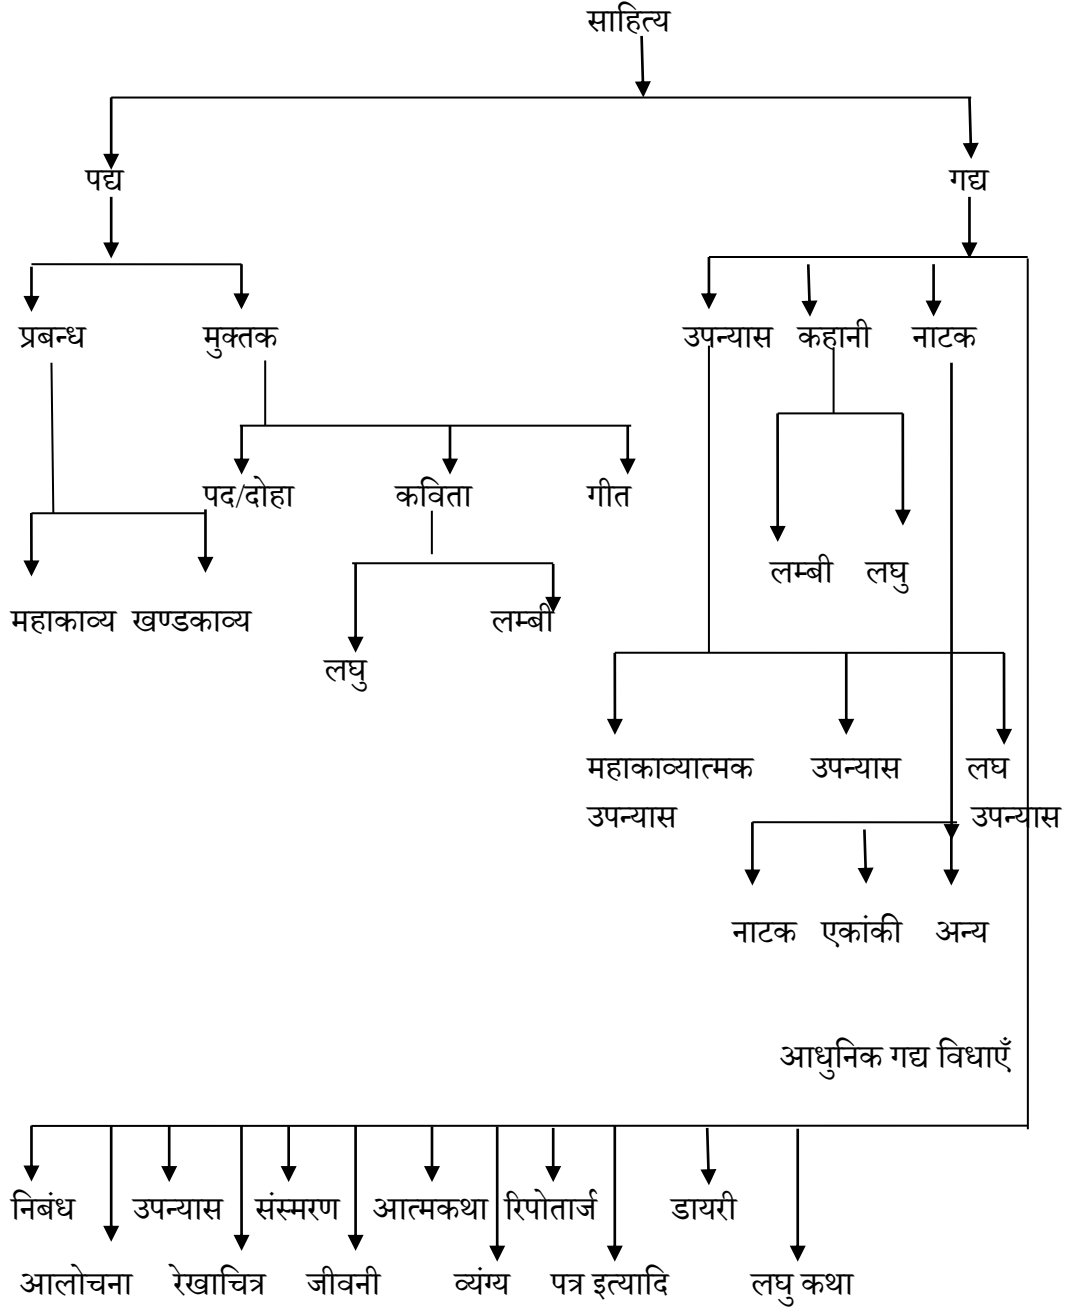 साहित्य
पद्य गद्य
प्रबन्ध मुक्तक उपन्यास कहानी नाटक
पद/दोहा कविता गीत
लम्बी लघु
महाकाव्य खण्डकाव्य लम्बी
लघु
महाकाव्यात्मक उपन्यास लघ
उपन्यास उपन्यास
नाटक एकांकी अन्य
आधुनिक गद्य विधाएँ
निबंध उपन्यास संस्मरण आत्मकथा रिपोतार्ज डायरी
आलोचना रेखाचित्र जीवनी व्यंग्य पत्र इत्यादि लघु कथा